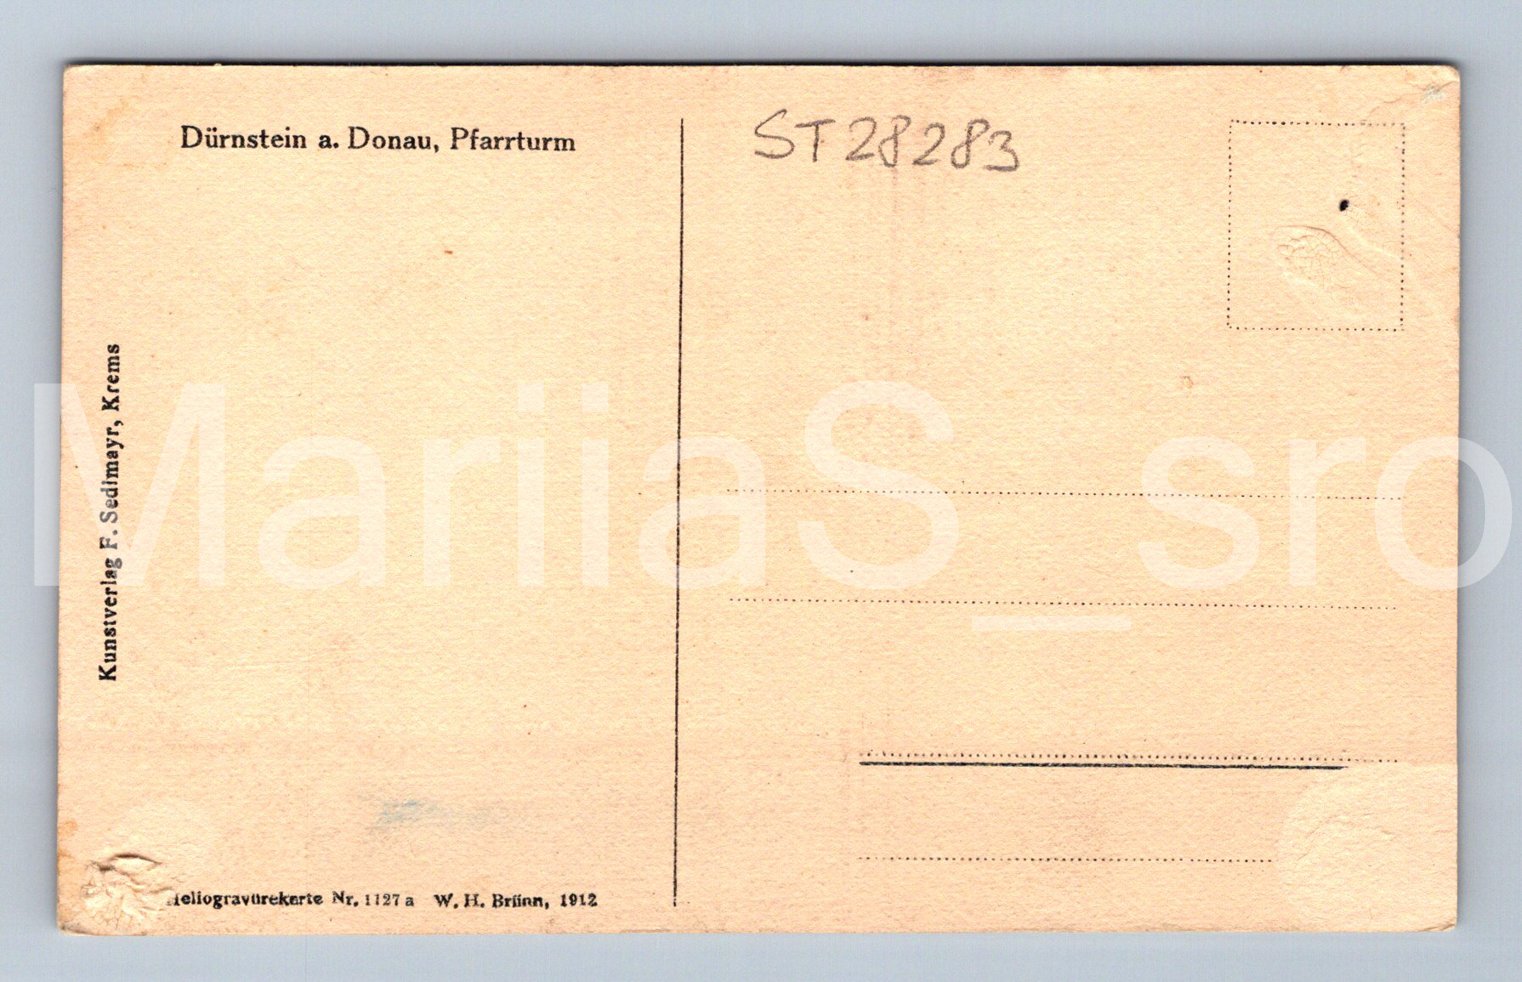 Dürnstein a. Donau, Pfarrturm
ST28283
Kunstverlag F. Sedlmayr, Krems
MariiaS_sro
Heliogravürekarte Nr. 1127 a W. H. Brünn, 1912